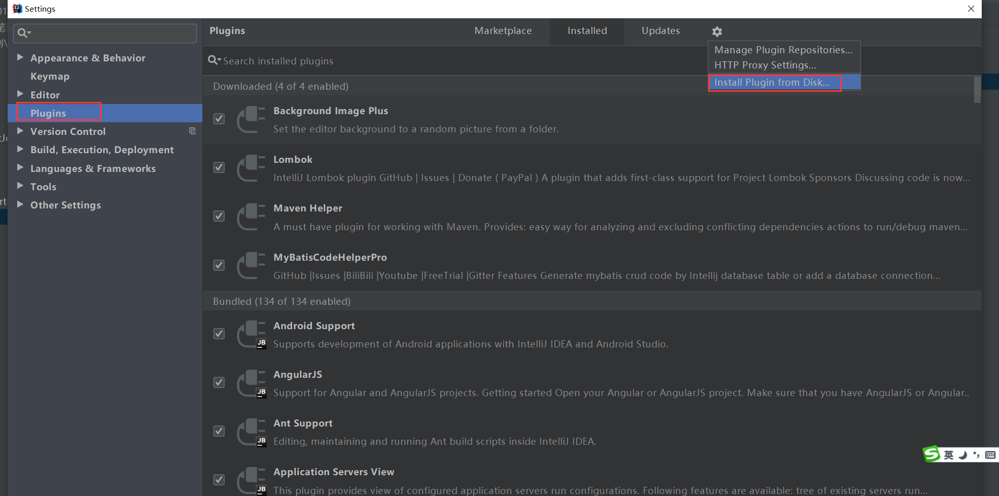 Settings
Plugins
Marketplace
Installed
Updates
Manage Plugin Repositories...
HTTP Proxy Settings...
Install Plugin from Disk...
Appearance & Behavior
Keymap
Editor
Plugins
Version Control
Build, Execution, Deployment
Languages & Frameworks
Tools
Other Settings
Search installed plugins
Downloaded (4 of 4 enabled)
Background Image Plus
Set the editor background to a random picture from a folder.
Lombok
IntelliJ Lombok plugin GitHub | Issues | Donate ( PayPal ) A plugin that adds first-class support for Project Lombok Sponsors Discussing code is now...
Maven Helper
A must have plugin for working with Maven. Provides: easy way for analyzing and excluding conflicting dependencies actions to run/debug maven...
MyBatisCodeHelperPro
GitHub |Issues |BiliBili |Youtube |FreeTrial |Gitter Features Generate mybatis crud code by Intellij database table or add a database connection...
Bundled (134 of 134 enabled)
Android Support
JB
Supports development of Android applications with IntelliJ IDEA and Android Studio.
AngularJS
JB
Support for Angular and AngularJS projects. Getting started Open your Angular or AngularJS project. Make sure that you have AngularJS or Angular..
Ant Support
JB
Editing, maintaining and running Ant build scripts inside IntelliJ IDEA.
Application Servers View
JB
This plugin provides view of configured application servers run configurations. Following features are available: tree of existing servers run...
英